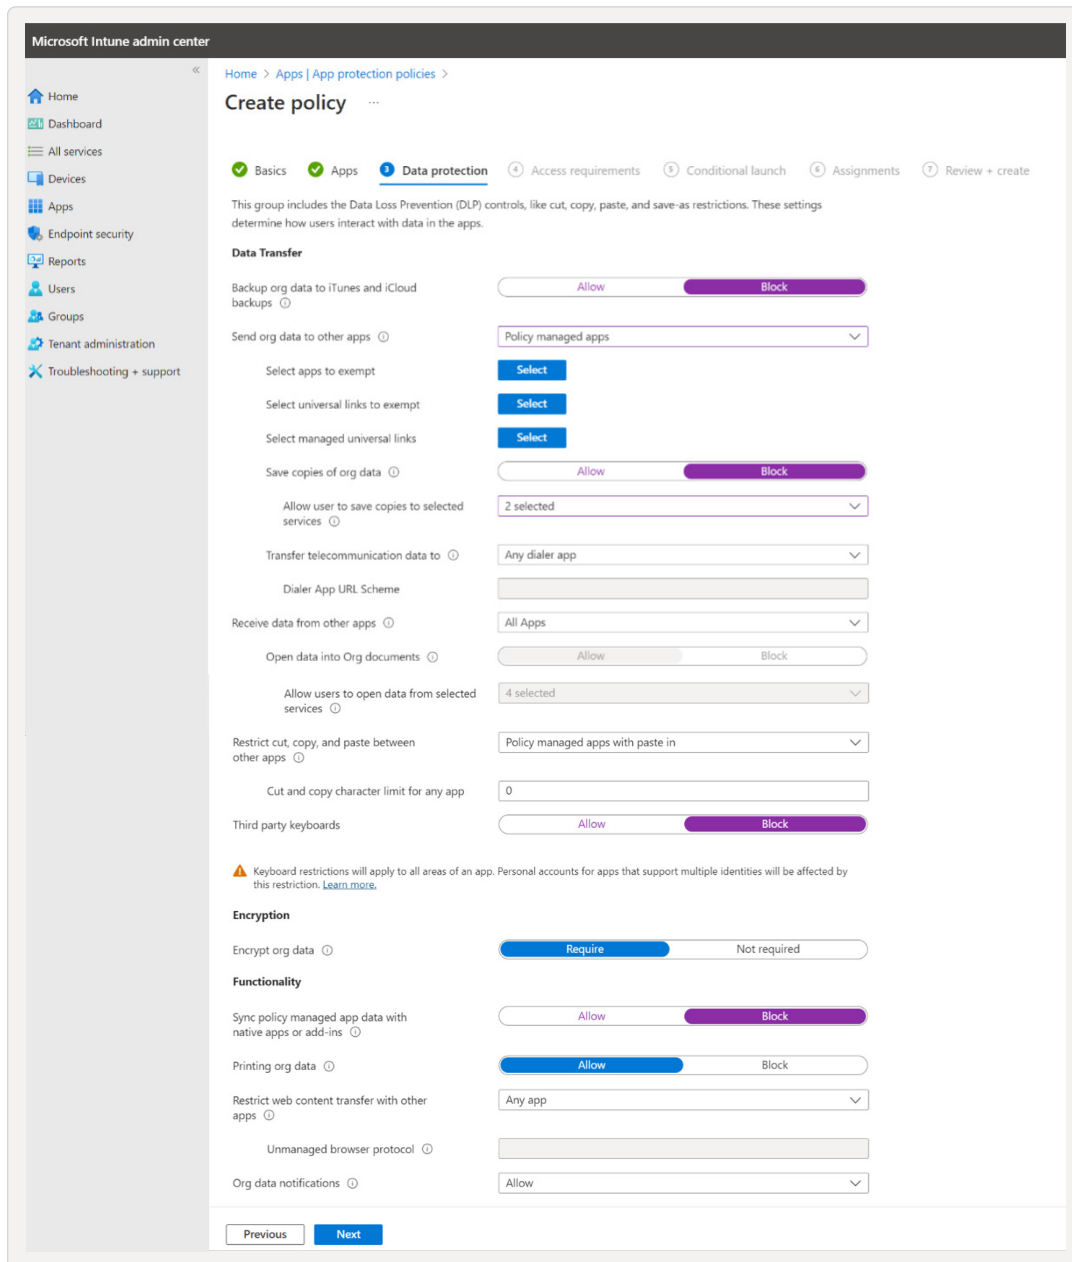 Microsoft Intune admin center
«
Home
Dashboard
All services
Devices
Apps
Endpoint security
Reports
Users
Groups
Tenant administration
Troubleshooting + support
Home > Apps | App protection policies >
Create policy ...
Basics
Apps
3 Data protection
4 Access requirements
5 Conditional launch
6 Assignments
7 Review + create
This group includes the Data Loss Prevention (DLP) controls, like cut, copy, paste, and save-as restrictions. These settings
determine how users interact with data in the apps.
Data Transfer
Backup org data to iTunes and iCloud
backups
Allow Block
Send org data to other apps
Policy managed apps
Select apps to exempt
Select
Select universal links to exempt
Select
Select managed universal links
Select
Save copies of org data
Allow Block
Allow user to save copies to selected
services
2 selected
Transfer telecommunication data to
Any dialer app
Dialer App URL Scheme
Receive data from other apps
All Apps
Open data into Org documents
Allow Block
Allow users to open data from selected
services
4 selected
Restrict cut, copy, and paste between
other apps
Policy managed apps with paste in
Cut and copy character limit for any app
0
Third party keyboards
Allow Block
Keyboard restrictions will apply to all areas of an app. Personal accounts for apps that support multiple identities will be affected by
this restriction. Learn more.
Encryption
Encrypt org data
Require Not required
Functionality
Sync policy managed app data with
native apps or add-ins
Allow Block
Printing org data
Allow Block
Restrict web content transfer with other
apps
Any app
Unmanaged browser protocol
Org data notifications
Allow
Previous
Next